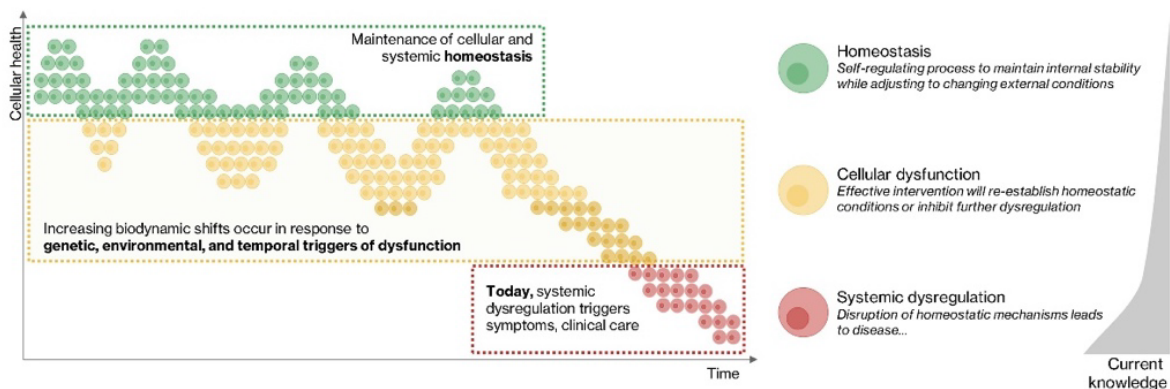 Cellular health
Maintenance of cellular and
systemic homeostasis
Increasing biodynamic shifts occur in response to
genetic, environmental, and temporal triggers of dysfunction
Today, systemic
dysregulation triggers
symptoms, clinical care
Time
Homeostasis
Self-regulating process to maintain internal stability
while adjusting to changing external conditions
Cellular dysfunction
Effective intervention will re-establish homeostatic
conditions or inhibit further dysregulation
Systemic dysregulation
Disruption of homeostatic mechanisms leads
to disease...
Current
knowledge